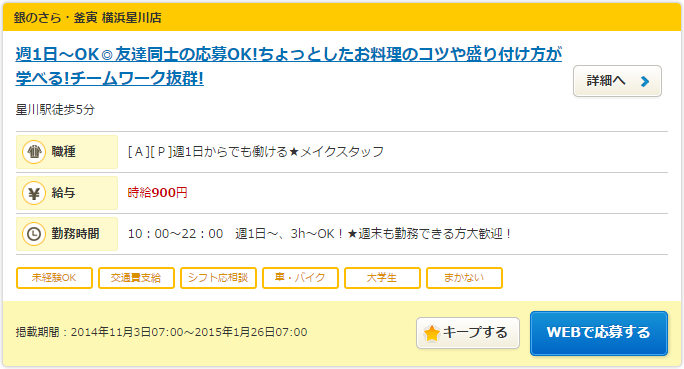 銀のさら・釜寅 横浜星川店
週1日～OK◎友達同士の応募OK!ちょっとしたお料理のコツや盛り付け方が
学べる!チームワーク抜群!
詳細へ
星川駅徒歩5分
職種 [Ａ][Ｐ]週1日からでも働ける★メイクスタッフ
給与 時給900円
勤務時間 10：00～22：00　週1日～、3h～OK！★週末も勤務できる方大歓迎！
未経験OK 交通費支給 シフト応相談 車・バイク 大学生 まかない
掲載期間：2014年11月3日07:00～2015年1月26日07:00
キープする WEBで応募する